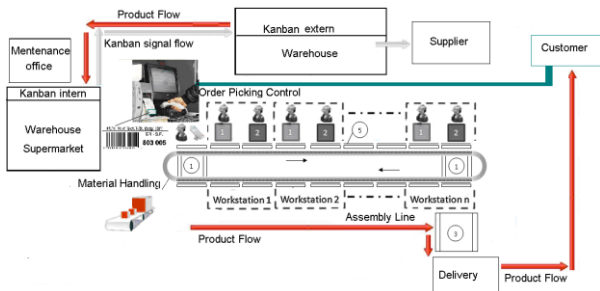 Product Flow
Kanban extern
Kanban signal flow
Warehouse
Supplier
Customer
Mentenance
office
Kanban intern
Order Picking Control
Warehouse
Supermarket
803 005
1
2
1
2
5
1
2
1
1
Material Handling
Workstation 1
Workstation 2
Workstation n
Assembly Line
Product Flow
3
Delivery
Product Flow